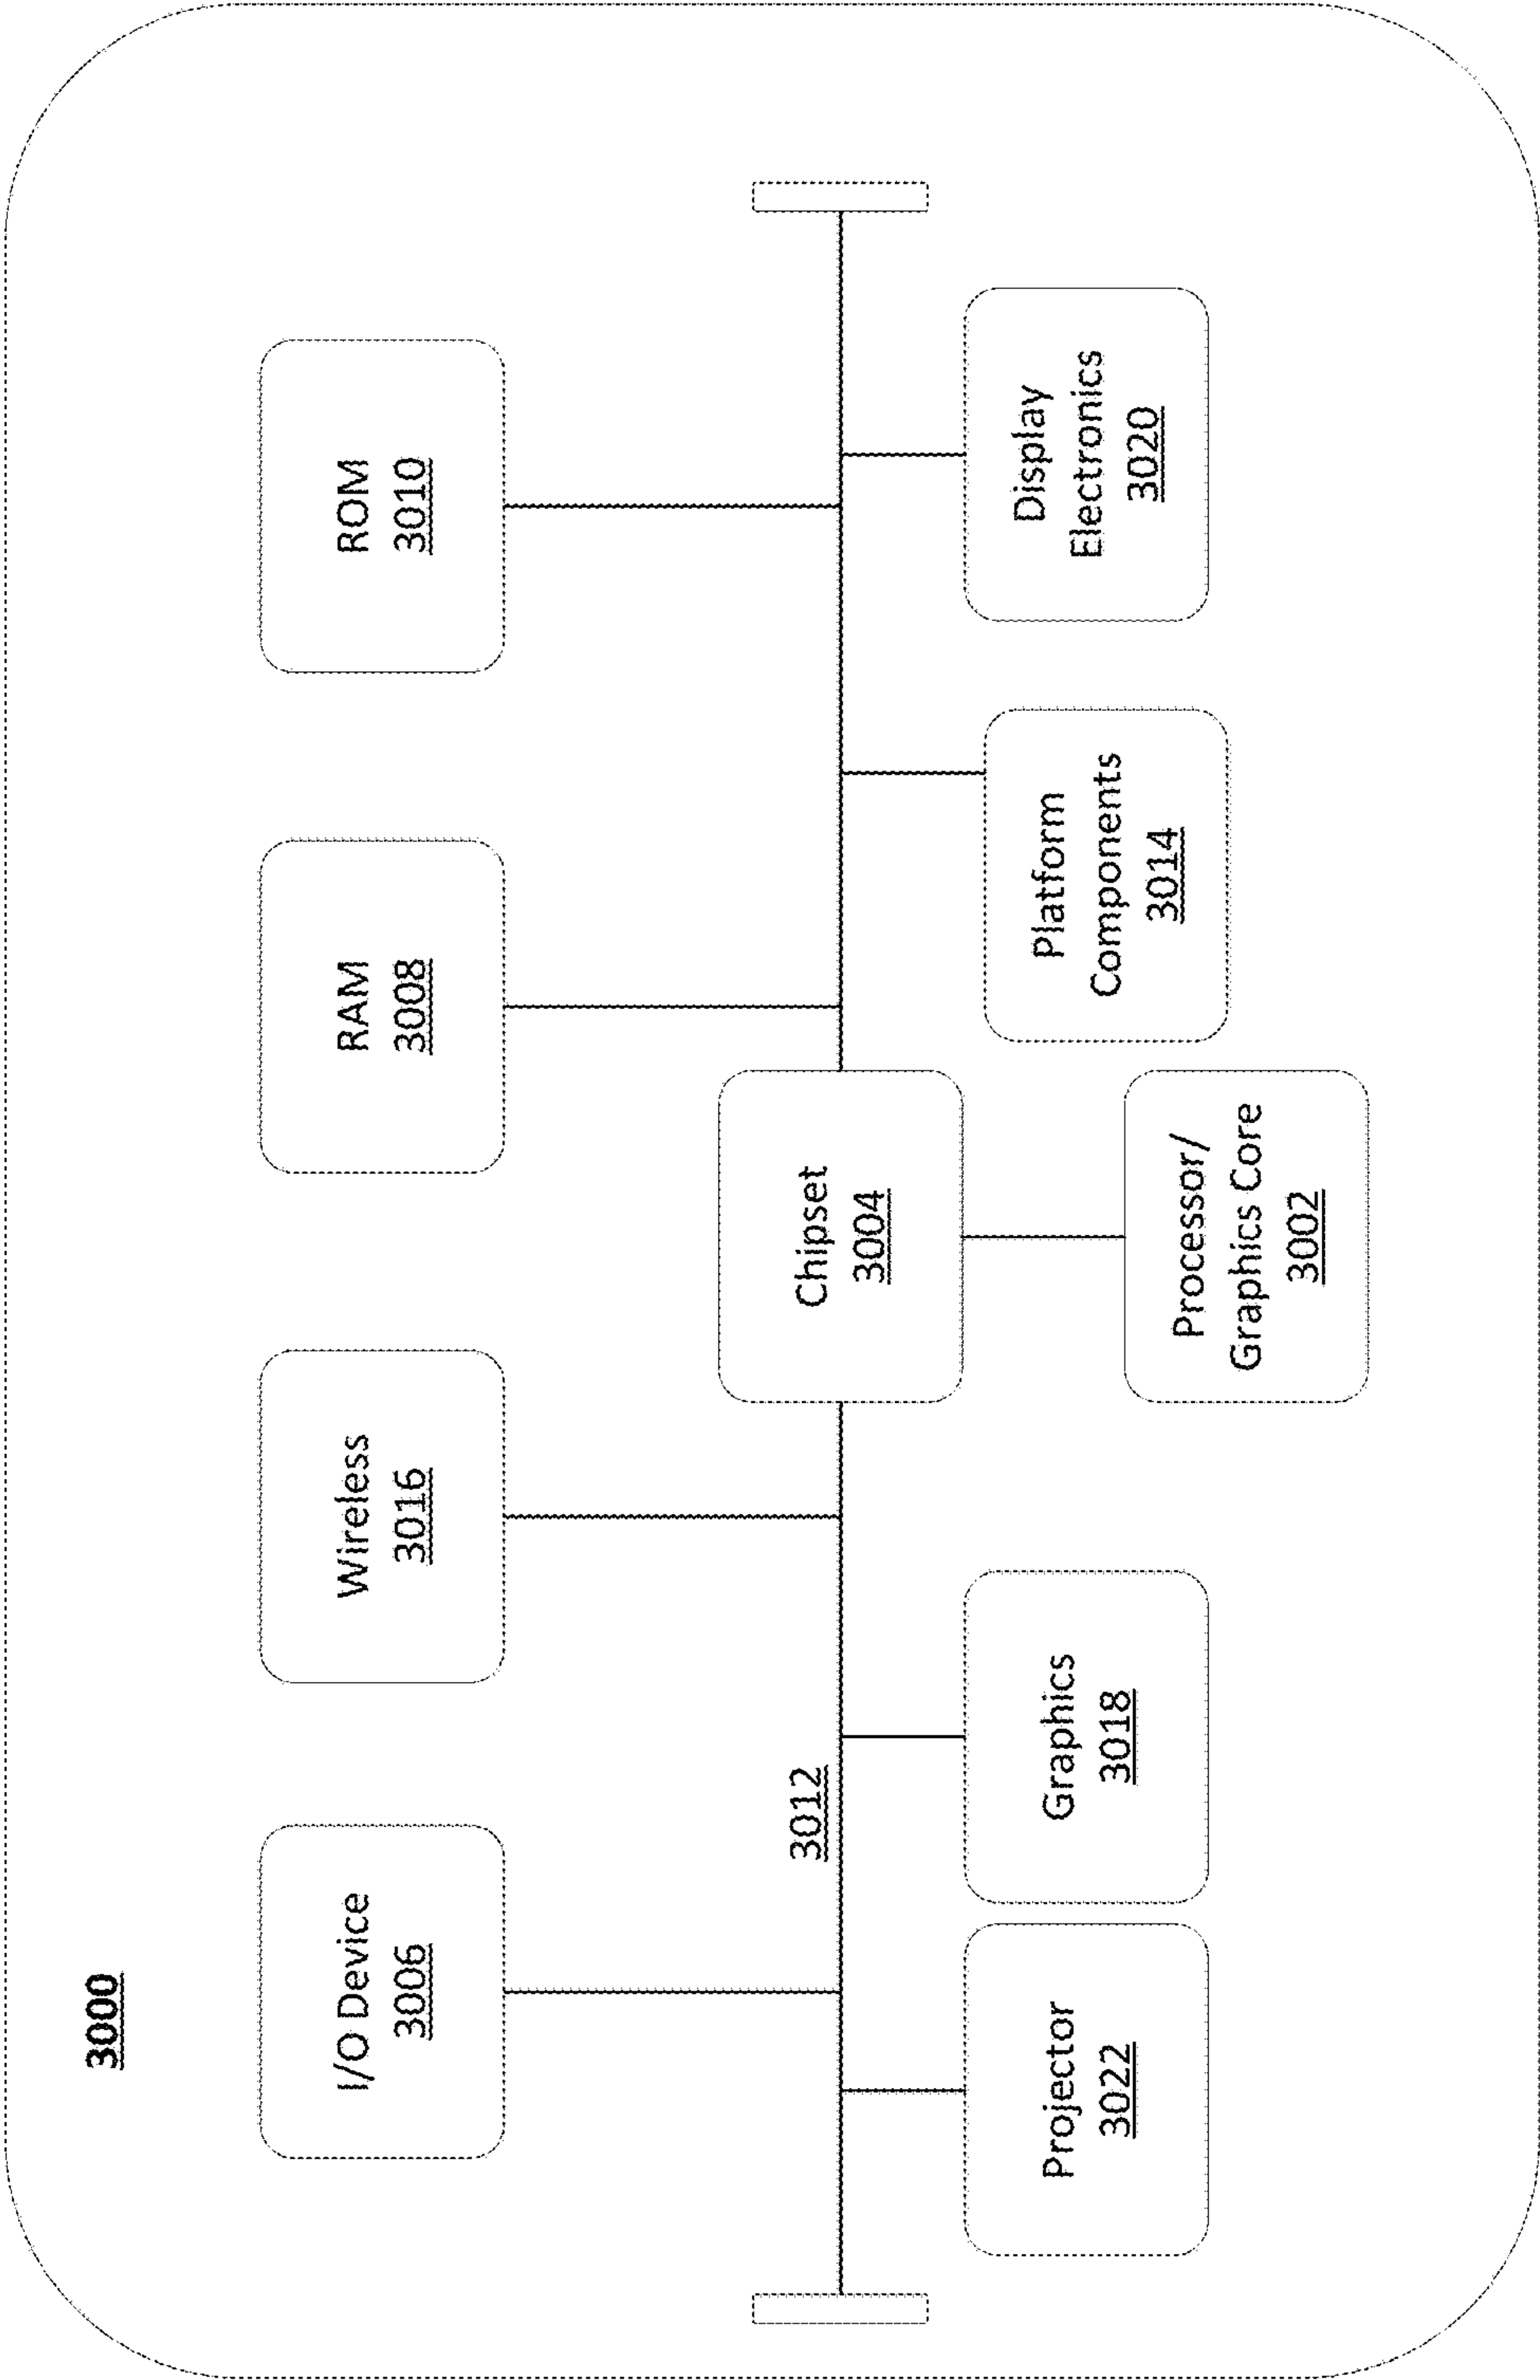 3000
I/O Device
3006
Wireless
3016
RAM
3008
ROM
3010
3012
Chipset
3004
Projector
3022
Graphics
3018
Processor/
Graphics Core
3002
Platform
Components
3014
Display
Electronics
3020